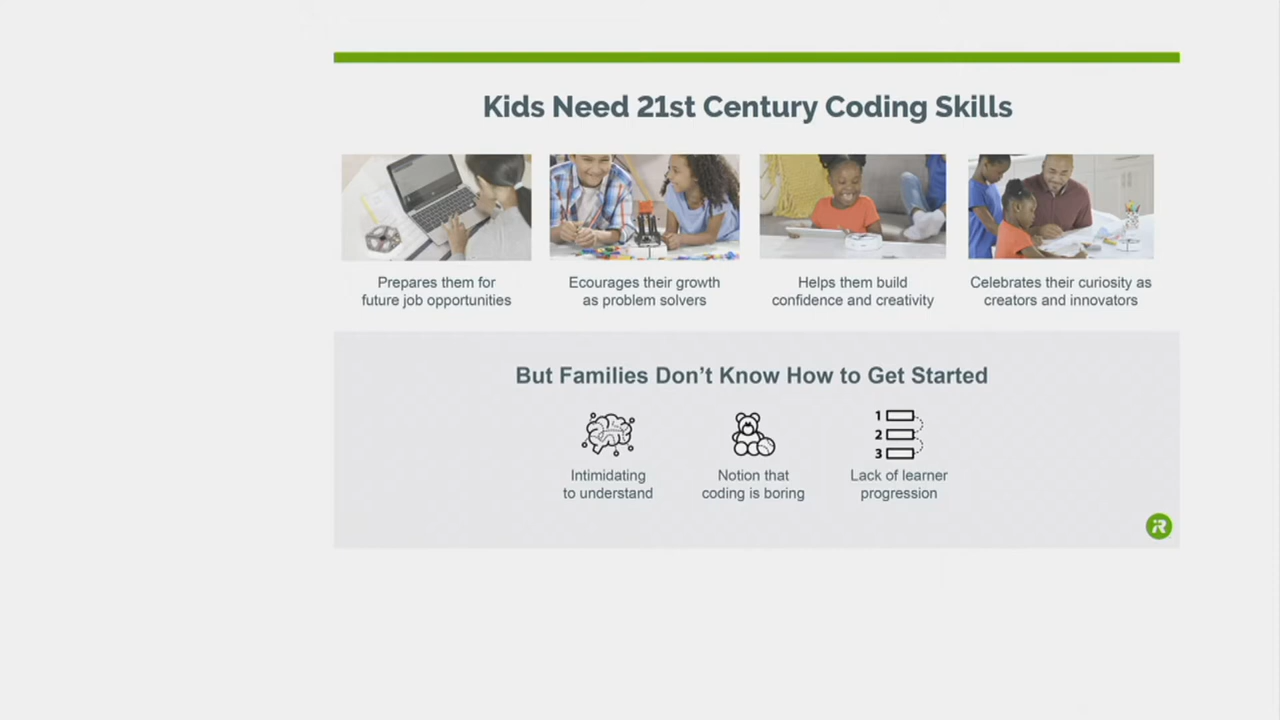 Kids Need 21st Century Coding Skills
Prepares them for
future job opportunities
Ecourages their growth
as problem solvers
Helps them build
confidence and creativity
Celebrates their curiosity as
creators and innovators
But Families Don’t Know How to Get Started
1
2
3
Intimidating
to understand
Notion that
coding is boring
Lack of learner
progression
iR